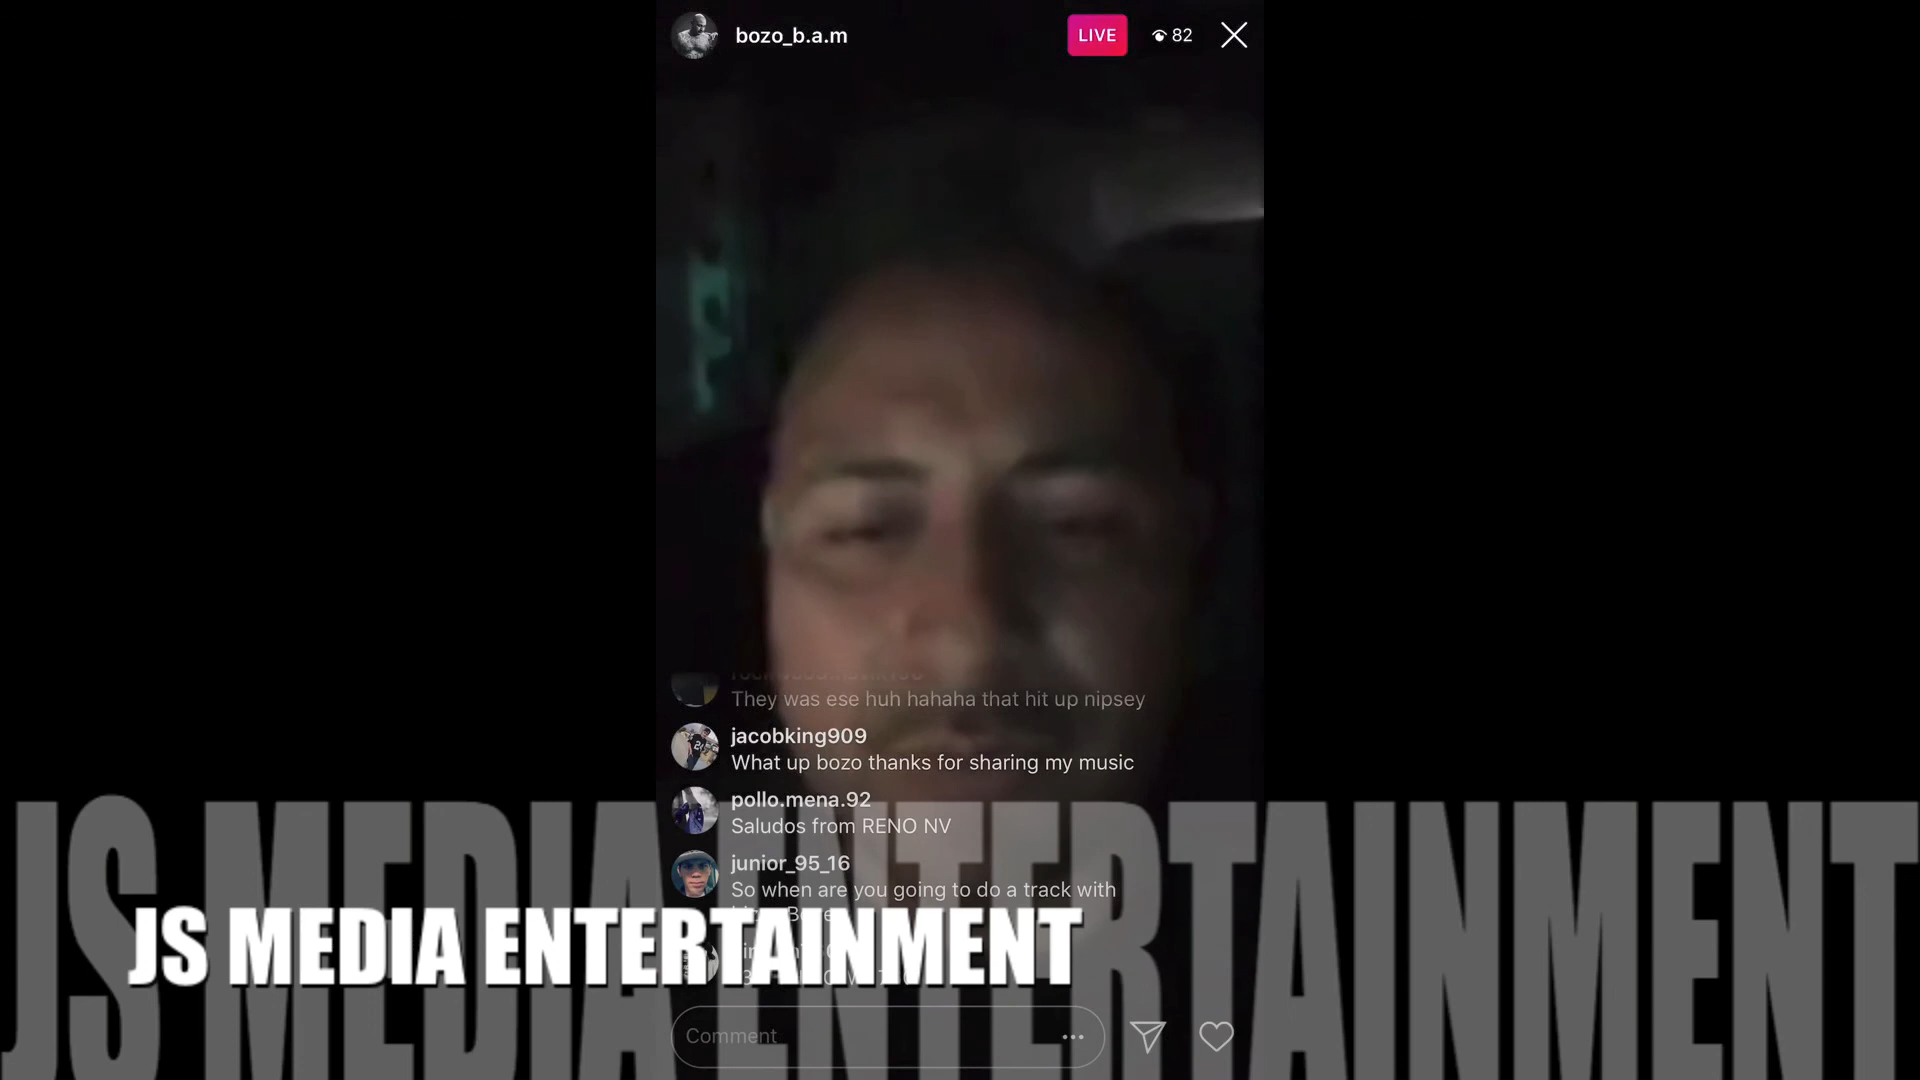 bozo_b.a.m
LIVE
82
They was ese huh hahaha that hit up nipsey
jacobking909
What up bozo thanks for sharing my music
pollo.mena.92
Saludos from RENO NV
junior_95_16
So when are you going to do a track with
JS MEDIA ENTERTAINMENT
JS MEDIA ENTERTAINMENT
Comment